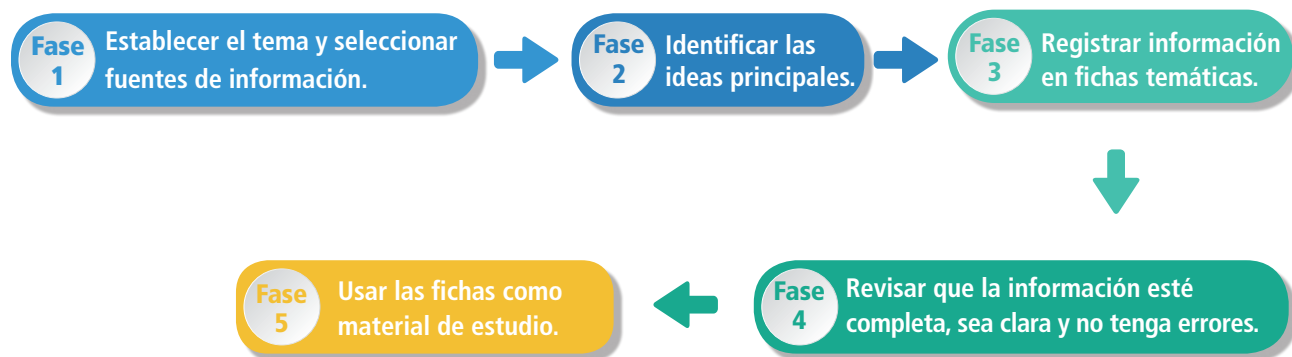 Fase
1
Establecer el tema y seleccionar
fuentes de información.
Fase
2
Identificar las
ideas principales.
Fase
3
Registrar información
en fichas temáticas.
Fase
4
Revisar que la información esté
completa, sea clara y no tenga errores.
Fase
5
Usar las fichas como
material de estudio.